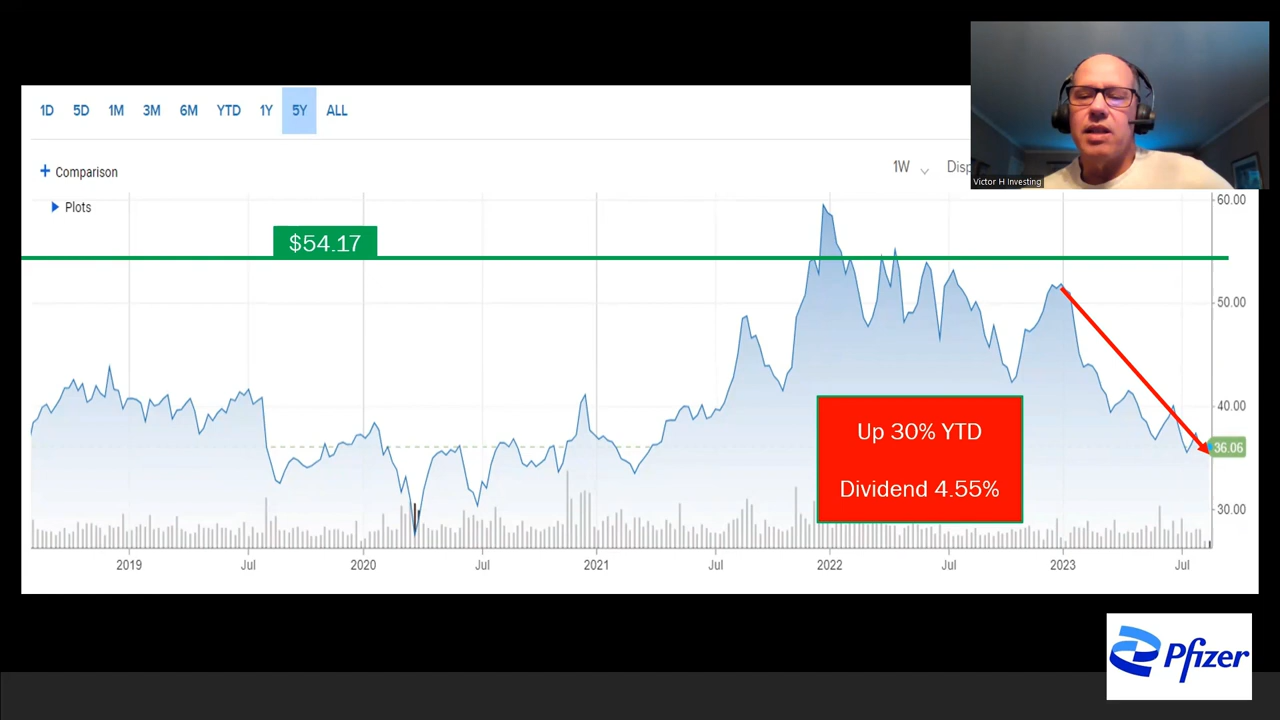 1D 5D 1M 3M 6M YTD 1Y 5Y ALL
+ Comparison
1W
Plots
Victor H Investing
$54.17
60.00
50.00
40.00
36.06
30.00
Up 30% YTD
Dividend 4.55%
2019 Jul 2020 Jul 2021 Jul 2022 Jul 2023 Jul
Pfizer